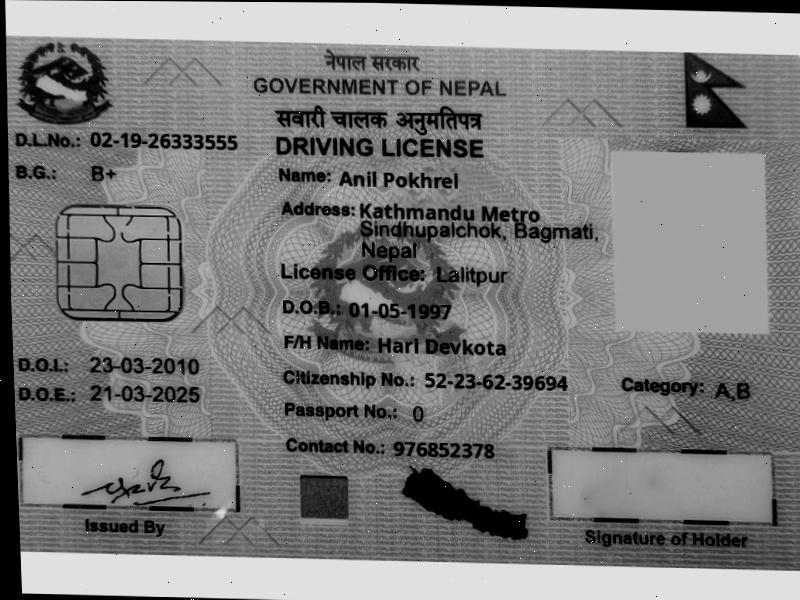 नेपाल सरकार
GOVERNMENT OF NEPAL
सवारी चालक अनुमतिपत्र
DRIVING LICENSE
D.L.No.: 02-19-26333555
B.G.: B+
Name: Anil Pokhrel
Address: Kathmandu Metro
Sindhupalchok, Bagmati,
Nepal
License Office: Lalitpur
D.O.B.: 01-05-1997
F/H Name: Hari Devkota
D.O.I.: 23-03-2010
D.O.E.: 21-03-2025
Citizenship No.: 52-23-62-39694
Category: A,B
Passport No.: 0
Contact No.: 976852378
Issued By
Signature of Holder